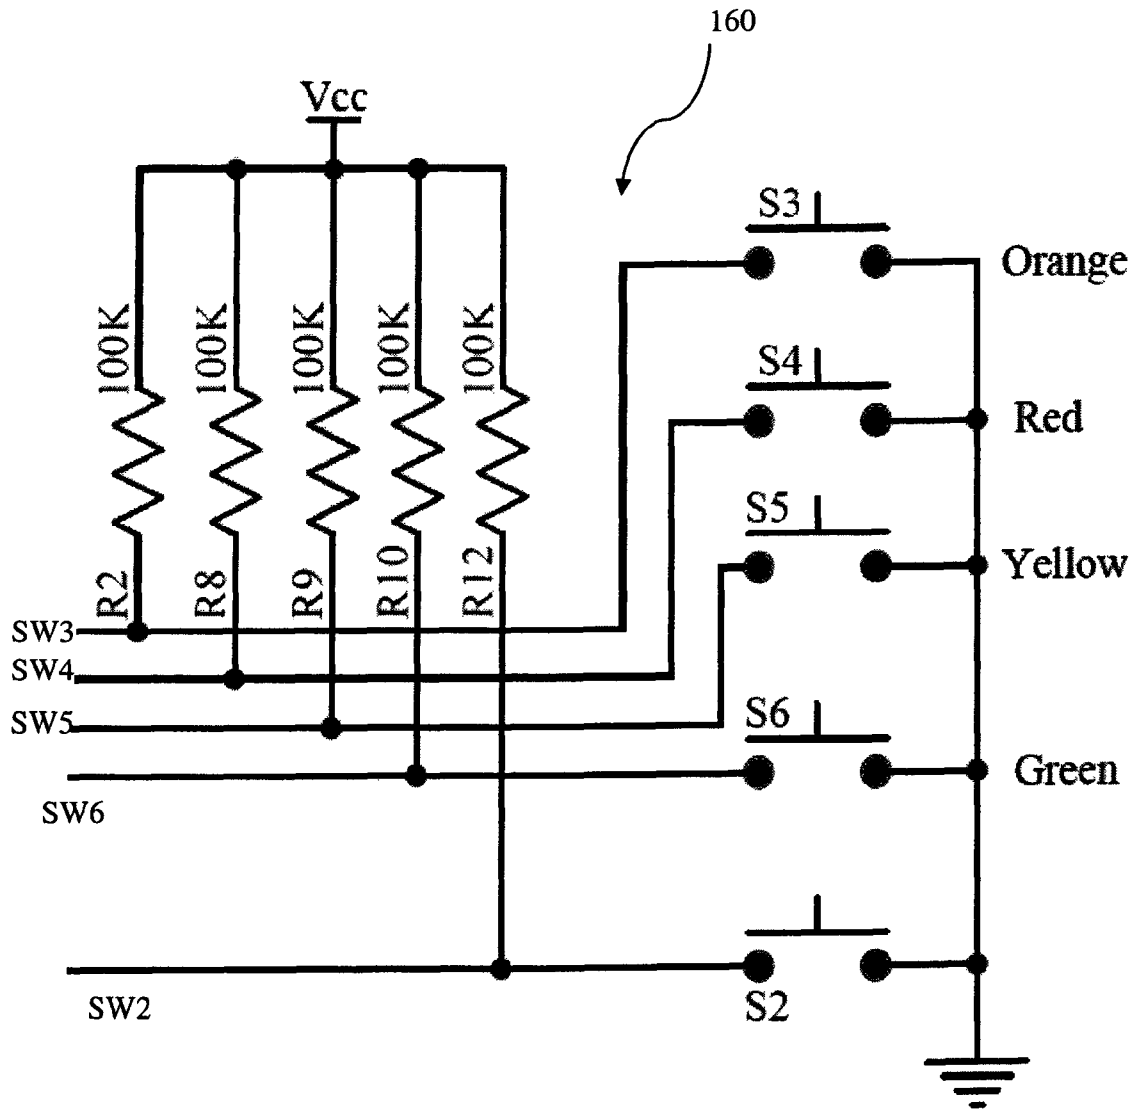 160
Vcc
S3
Orange
100K
100K
100K
100K
100K
S4
Red
S5
Yellow
R2
R8
R9
R10
R12
SW3
SW4
SW5
S6
Green
SW6
SW2
S2